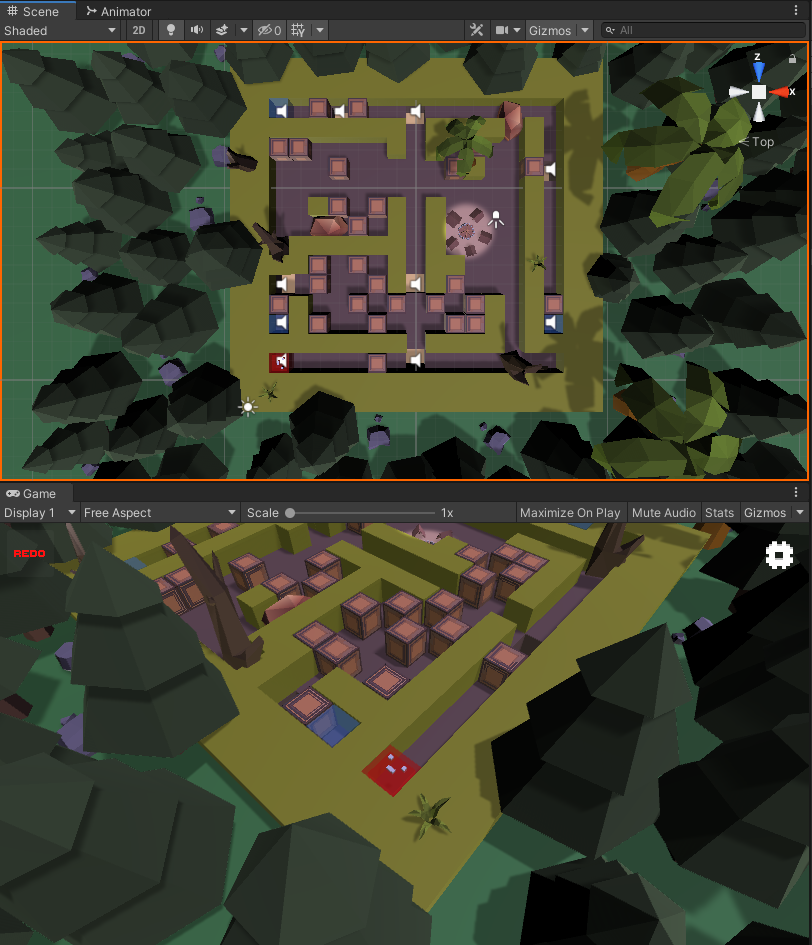 Scene Animator
Shaded 2D 0 Gizmos All
z
x
Top
Game
Display 1 Free Aspect Scale 1x Maximize On Play Mute Audio Stats Gizmos
REDO